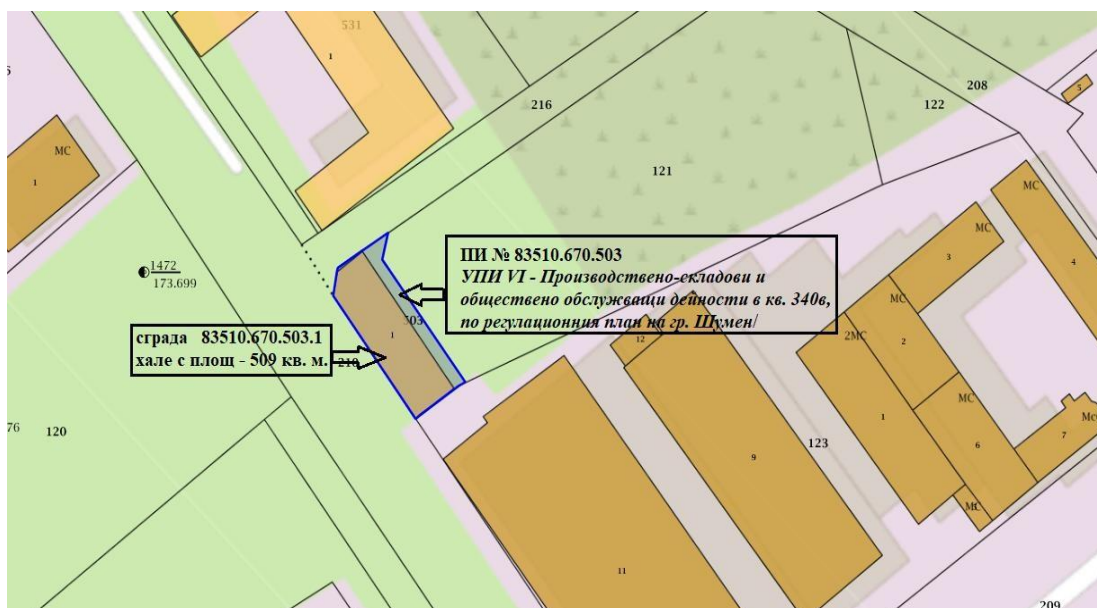 531
1
216
208
122
5
МС
1
121
МС
МС
3
4
1472
173.699
ПИ № 83510.670.503
УПИ VI - Производствено-складови и
обществено обслужващи дейности в кв. 340в,
по регулационния план на гр. Шумен/
503
1
сграда 83510.670.503.1
хале с площ - 509 кв. м.
12
2МС
МС
2
МС
1
6
7
76
120
9
123
МС
11
209